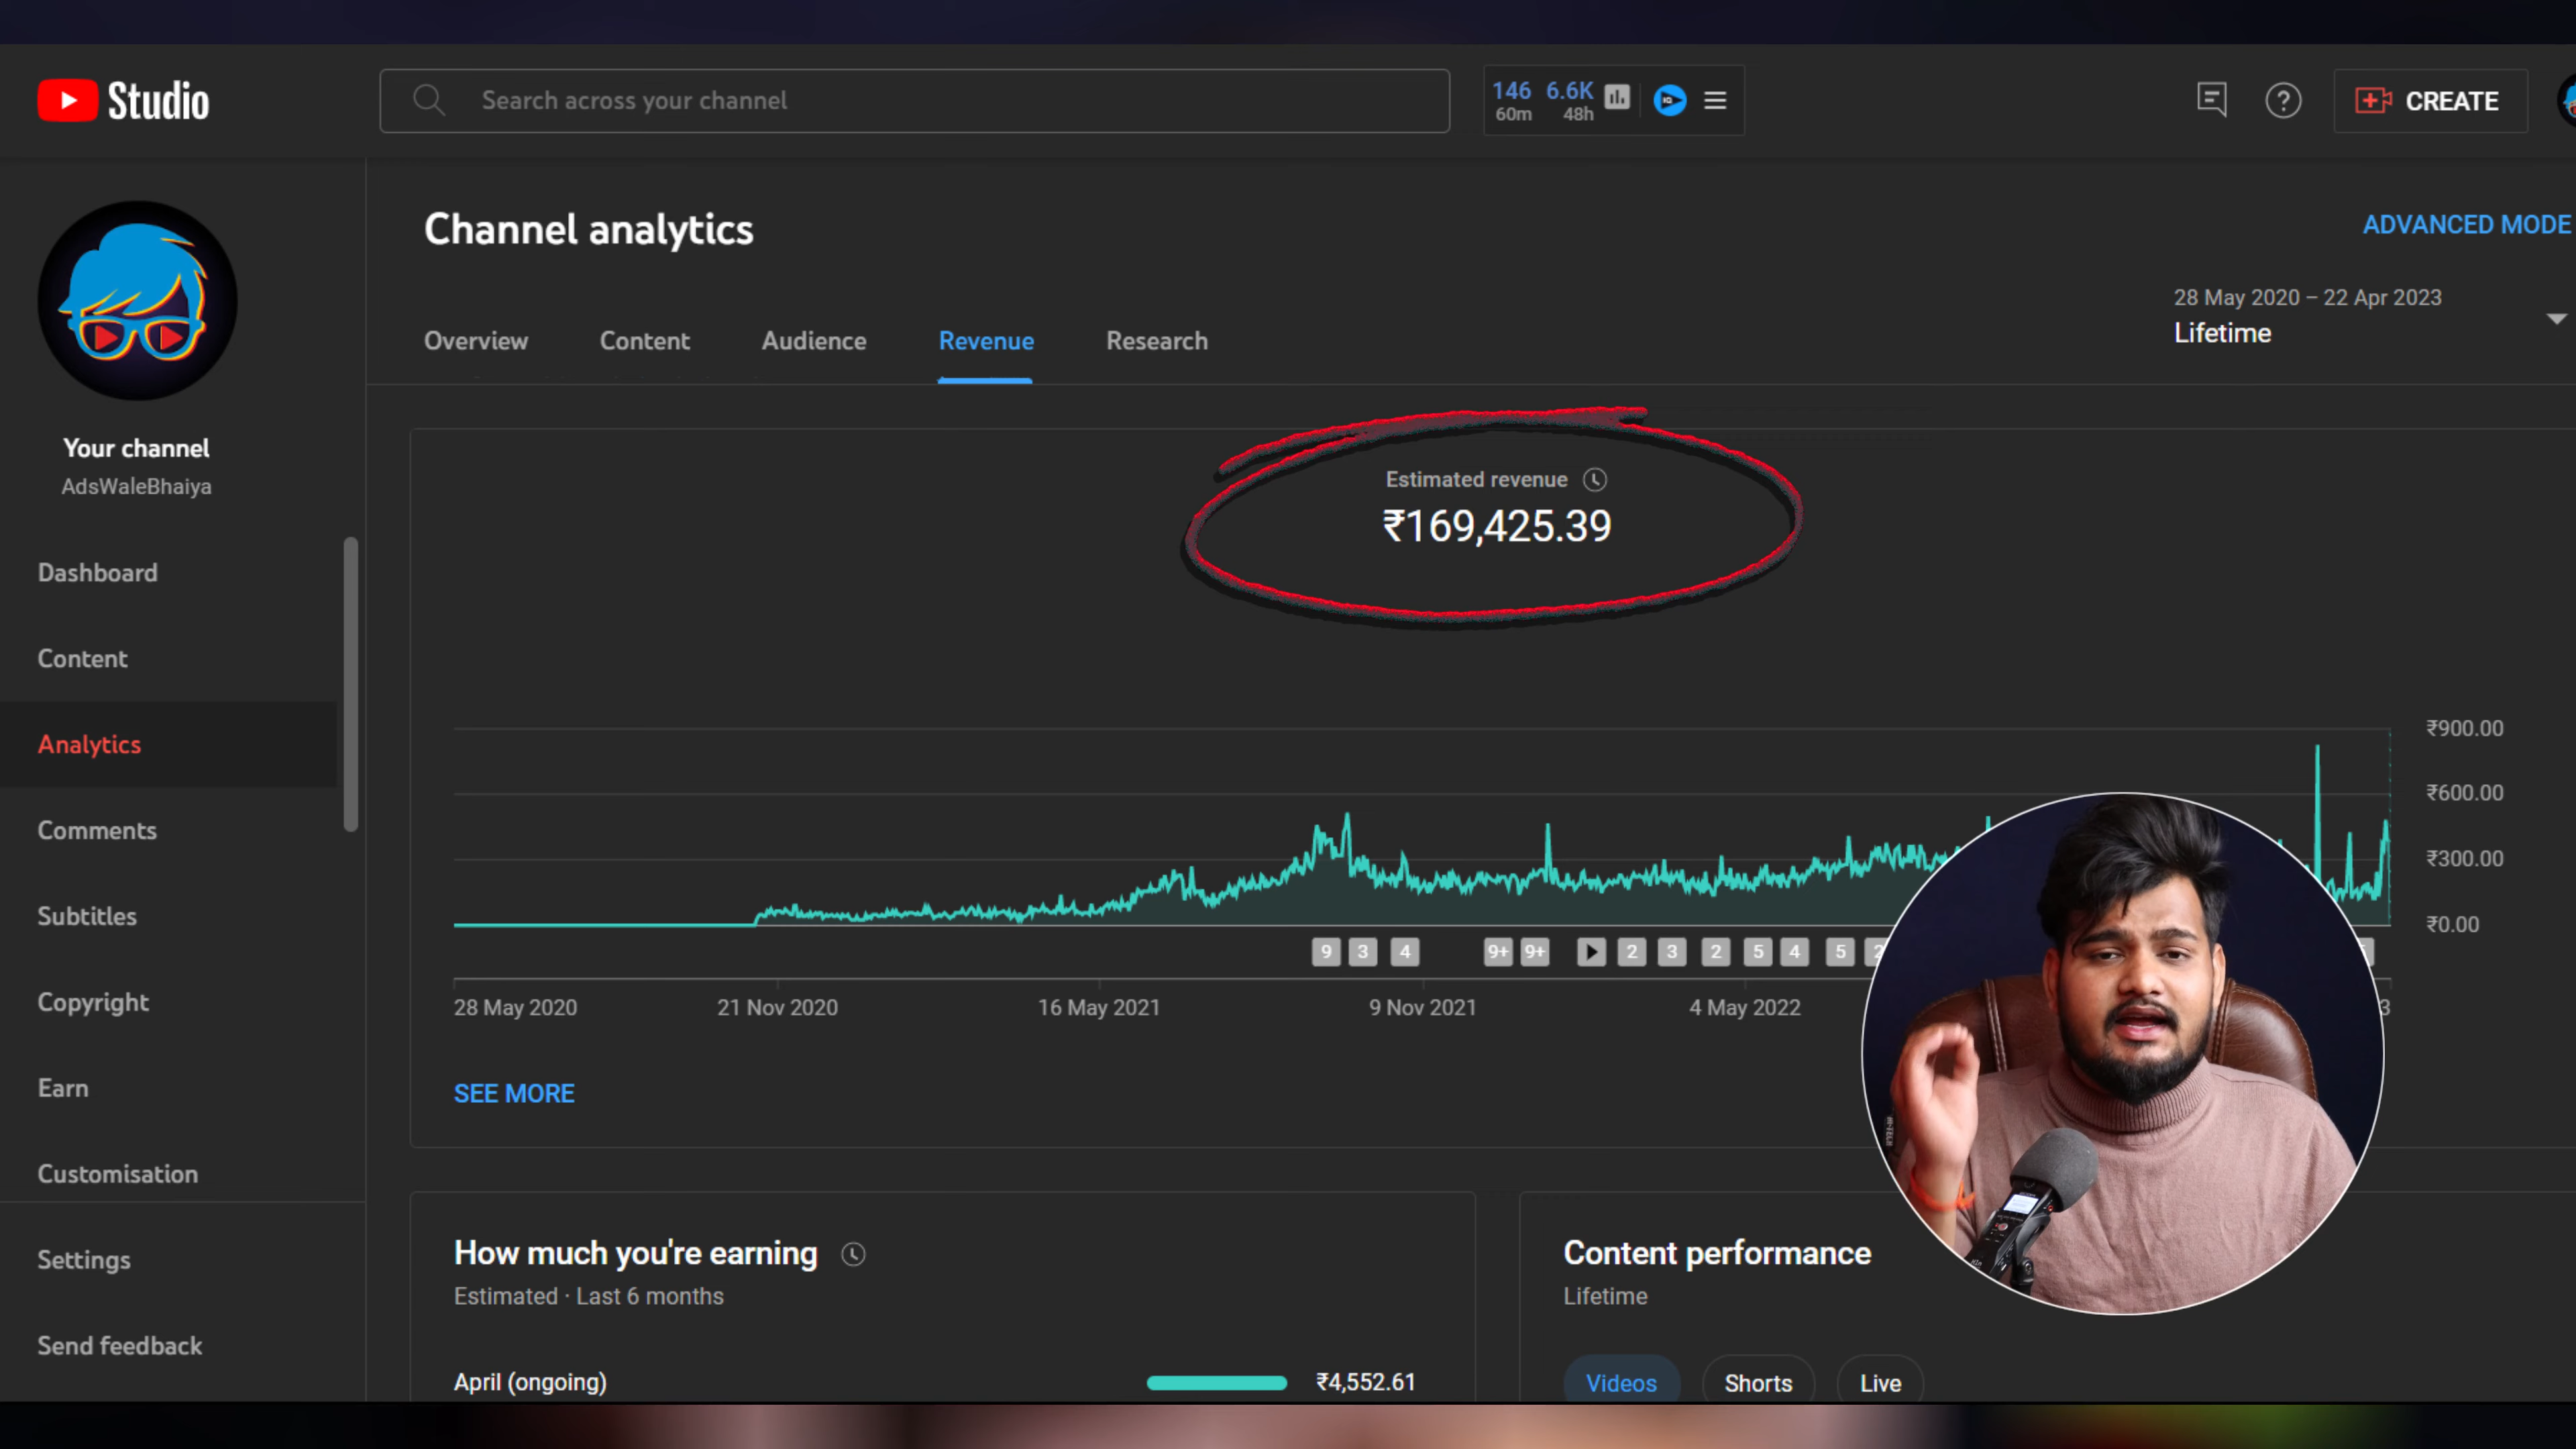 Studio
Search across your channel
146 6.6K
60m 48h
CREATE
Channel analytics
ADVANCED MODE
28 May 2020 – 22 Apr 2023
Lifetime
Overview Content Audience Revenue Research
Your channel
AdsWaleBhaiya
Dashboard
Content
Analytics
Comments
Subtitles
Copyright
Earn
Customisation
Settings
Send feedback
Estimated revenue
₹169,425.39
₹900.00
₹600.00
₹300.00
₹0.00
9 3 4 9+ 9+ 2 3 2 5 4 5 2
28 May 2020 21 Nov 2020 16 May 2021 9 Nov 2021 4 May 2022 3
SEE MORE
How much you're earning
Estimated · Last 6 months
April (ongoing) ₹4,552.61
Content performance
Lifetime
Videos Shorts Live